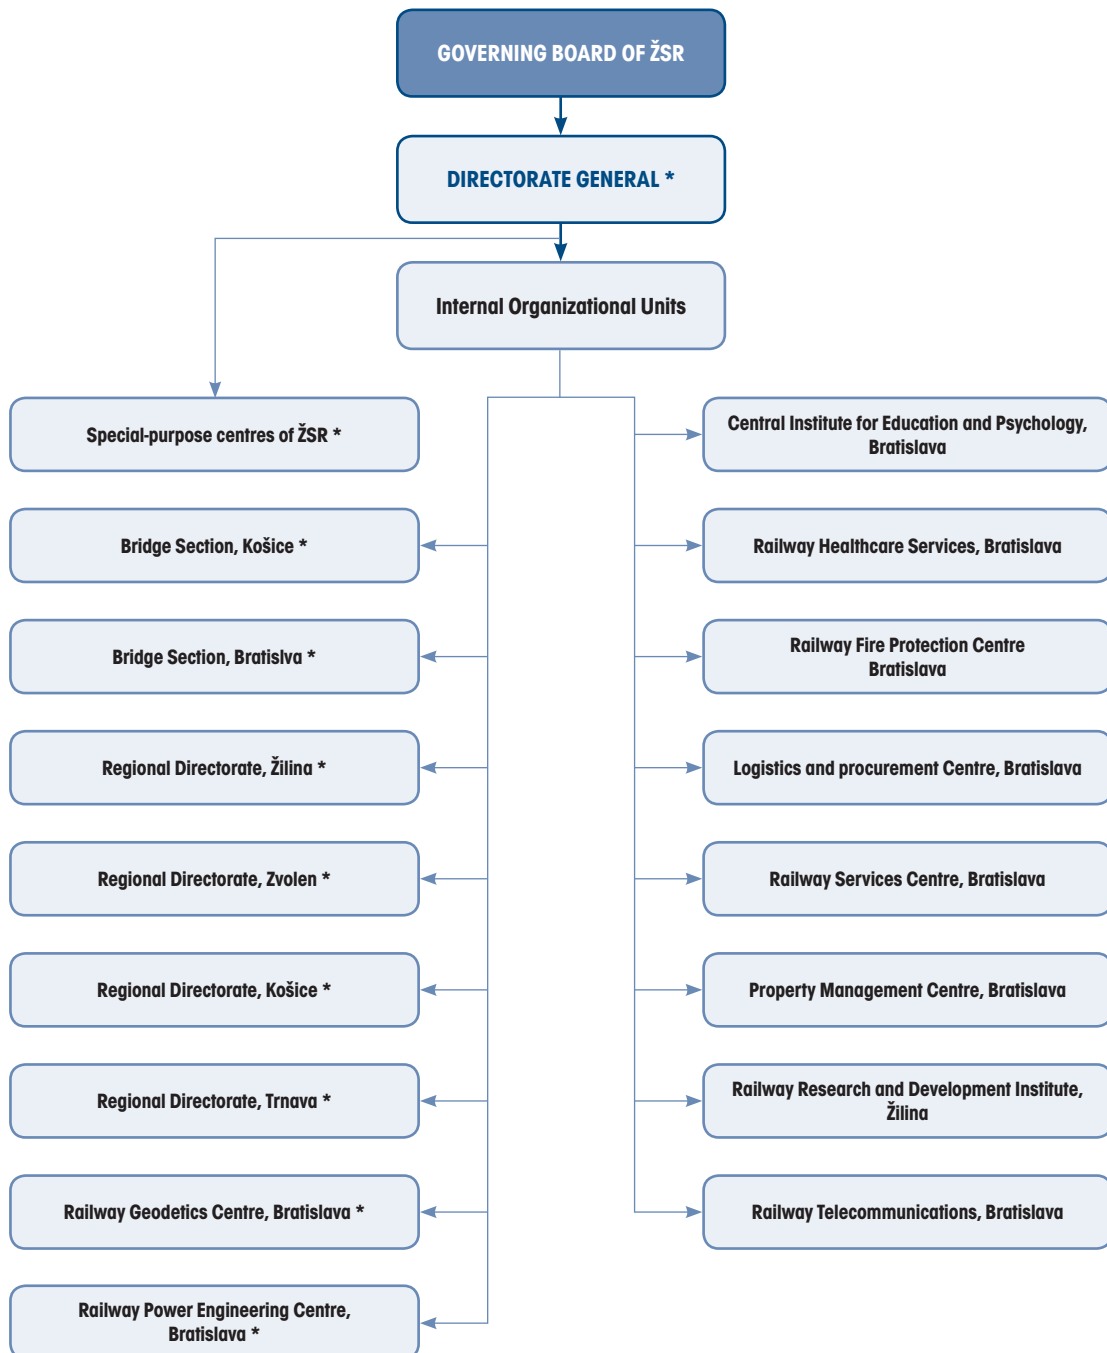 GOVERNING BOARD OF ŽSR
DIRECTORATE GENERAL *
Internal Organizational Units
Special-purpose centres of ŽSR *
Bridge Section, Košice *
Bridge Section, Bratislva *
Regional Directorate, Žilina *
Regional Directorate, Zvolen *
Regional Directorate, Košice *
Regional Directorate, Trnava *
Railway Geodetics Centre, Bratislava *
Railway Power Engineering Centre,
Bratislava *
Central Institute for Education and Psychology,
Bratislava
Railway Healthcare Services, Bratislava
Railway Fire Protection Centre
Bratislava
Logistics and procurement Centre, Bratislava
Railway Services Centre, Bratislava
Property Management Centre, Bratislava
Railway Research and Development Institute,
Žilina
Railway Telecommunications, Bratislava